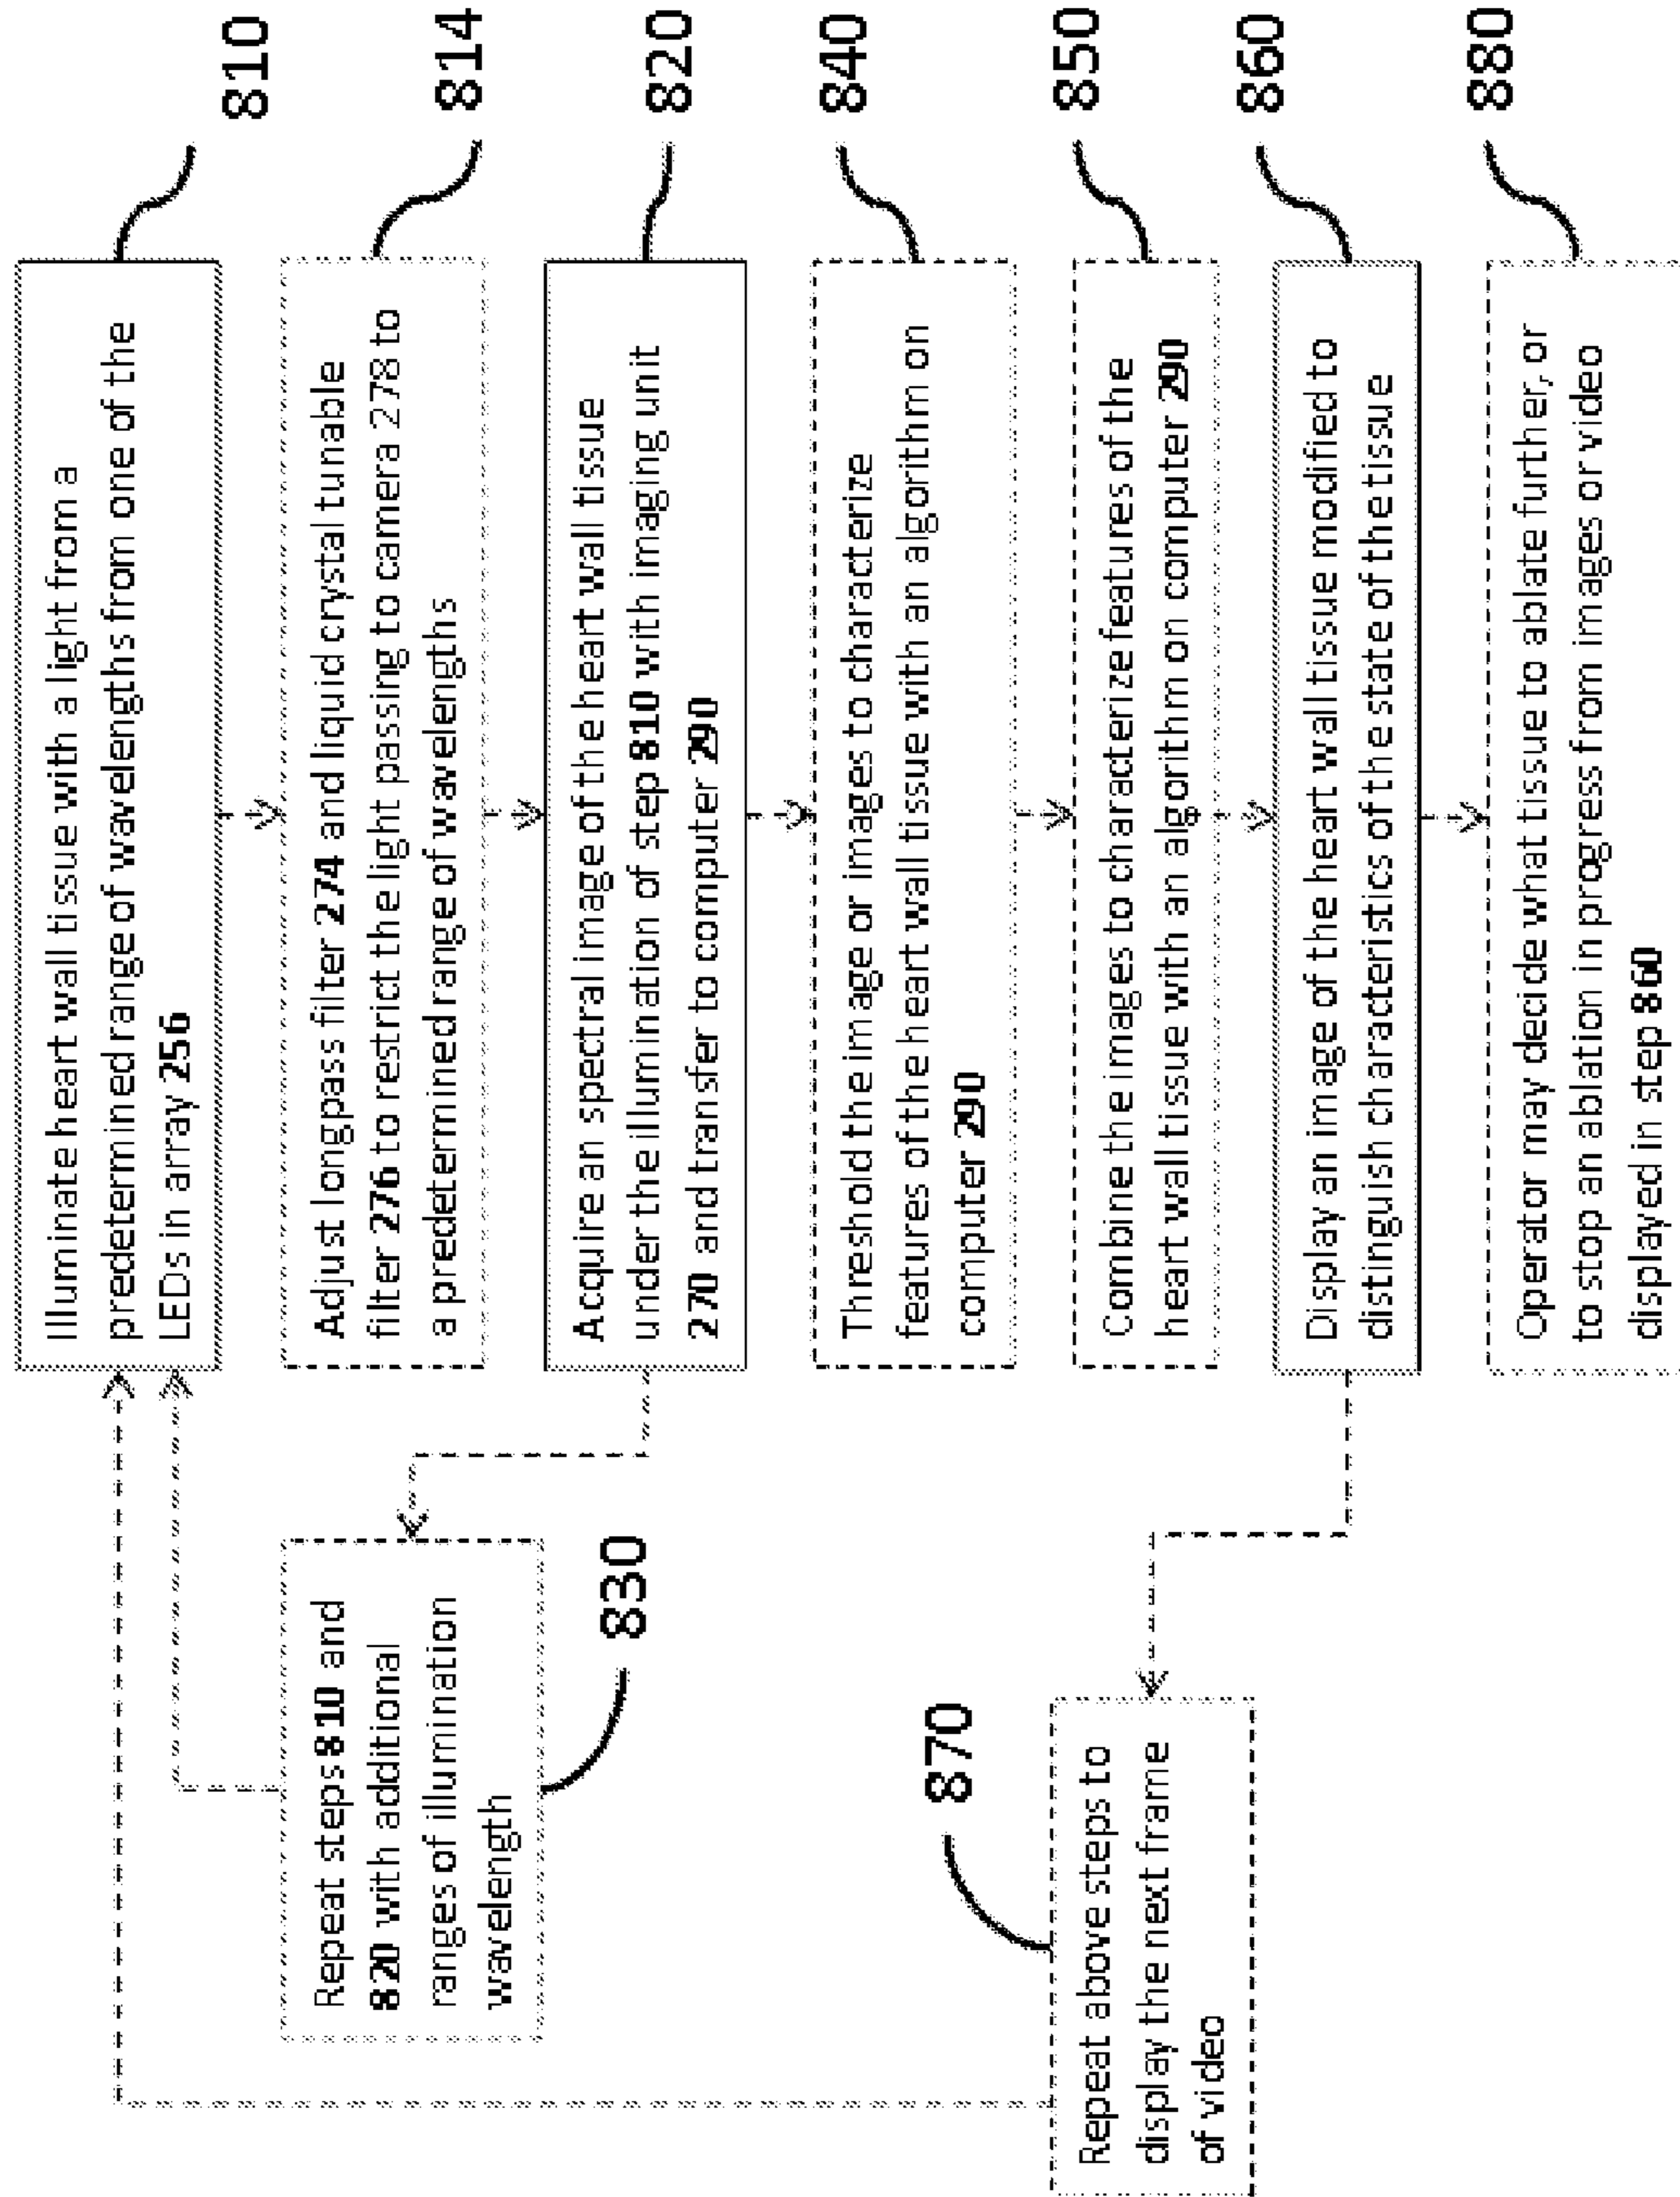 Illuminate heart wall tissue with a light from a
predetermined range of wavelengths from one of the
LEDs in array 256
810
Adjust longpass filter 274 and liquid crystal tunable
filter 276 to restrict the light passing to camera 278 to
a predetermined range of wavelengths
814
Acquire an spectral image of the heart wall tissue
under the illumination of step 810 with imaging unit
270 and transfer to computer 290
820
Repeat steps 810 and
820 with additional
ranges of illumination
wavelength
830
Threshold the image or images to characterize
features of the heart wall tissue with an algorithm on
computer 290
840
Combine the images to characterize features of the
heart wall tissue with an algorithm on computer 290
850
Display an image of the heart wall tissue modified to
distinguish characteristics of the state of the tissue
860
Repeat above steps to
display the next frame
of video
870
Operator may decide what tissue to ablate further, or
to stop an ablation in progress from images or video
displayed in step 860
880